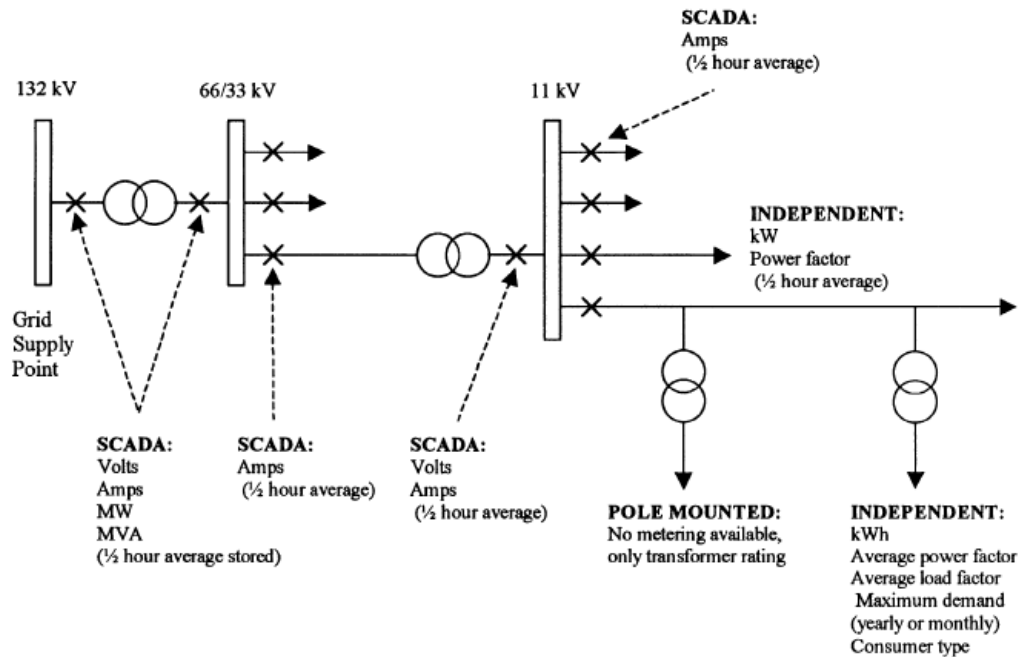 SCADA:
Amps
(½ hour average)
132 kV
66/33 kV
11 kV
INDEPENDENT:
kW
Power factor
(½ hour average)
Grid
Supply
Point
SCADA:
Volts
Amps
MW
MVA
(½ hour average stored)
SCADA:
Amps
(½ hour average)
SCADA:
Volts
Amps
(½ hour average)
POLE MOUNTED:
No metering available,
only transformer rating
INDEPENDENT:
kWh
Average power factor
Average load factor
Maximum demand
(yearly or monthly)
Consumer type